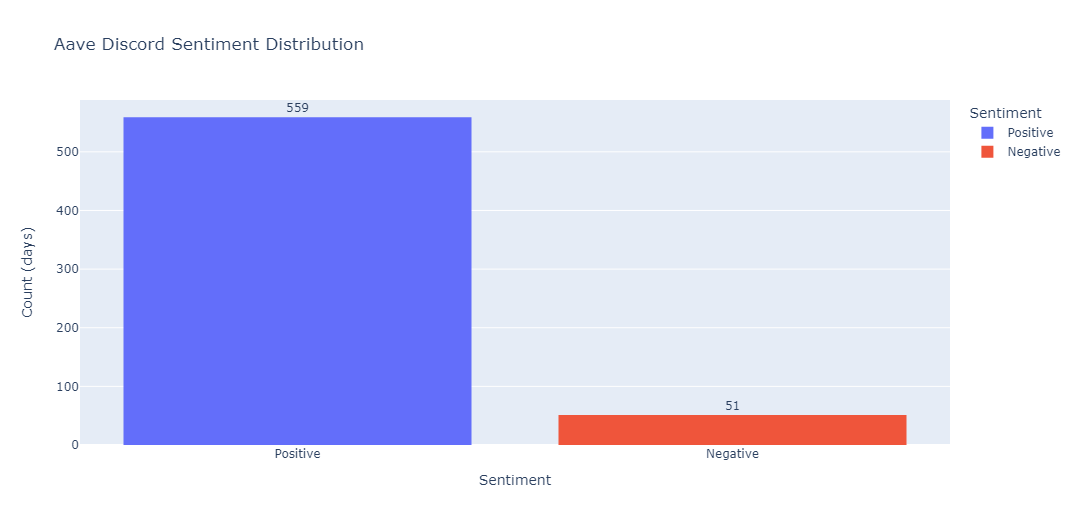 Aave Discord Sentiment Distribution
559
Sentiment
Positive
Negative
500
400
300
200
100
0
Count (days)
51
Positive
Negative
Sentiment